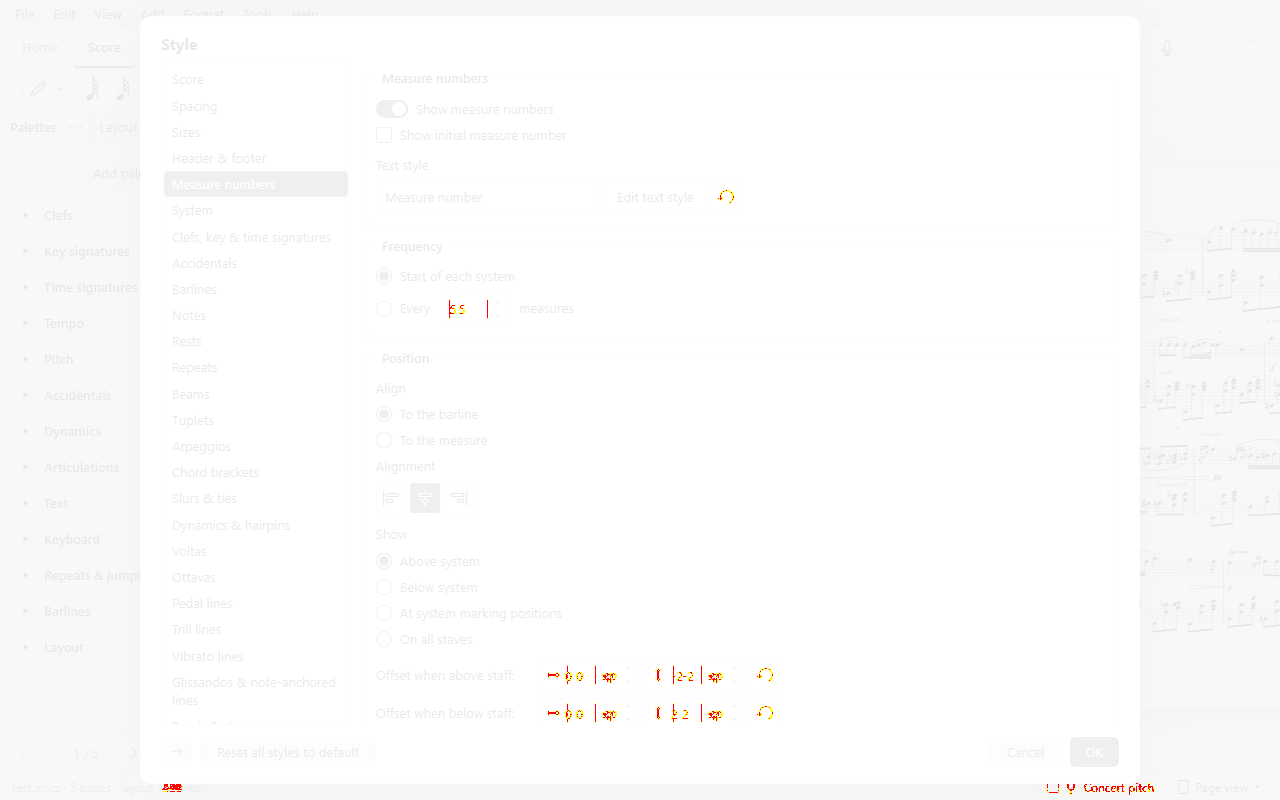 File Edit View Add Format Tools Help
Home Score
Palettes Layout
Clefs
Key signatures
Time signatures
Tempo
Pitch
Accidentals
Dynamics
Articulations
Text
Keyboard
Repeats & jumps
Barlines
Layout
1 / 5
Style
Score
Spacing
Sizes
Header & footer
Measure numbers
System
Clefs, key & time signatures
Accidentals
Barlines
Notes
Rests
Repeats
Beams
Tuplets
Arpeggios
Chord brackets
Slurs & ties
Dynamics & hairpins
Voltas
Ottavas
Pedal lines
Trill lines
Vibrato lines
Glissandos & note-anchored
lines
Measure numbers
Show measure numbers
Show initial measure number
Text style
Measure number Edit text style
Frequency
Start of each system
Every measures
Position
Align
To the barline
To the measure
Alignment
Show
Above system
Below system
At system marking positions
On all staves
Offset when above staff:
Offset when below staff:
Reset all styles to default Cancel OK
5 pages Concert pitch Page view